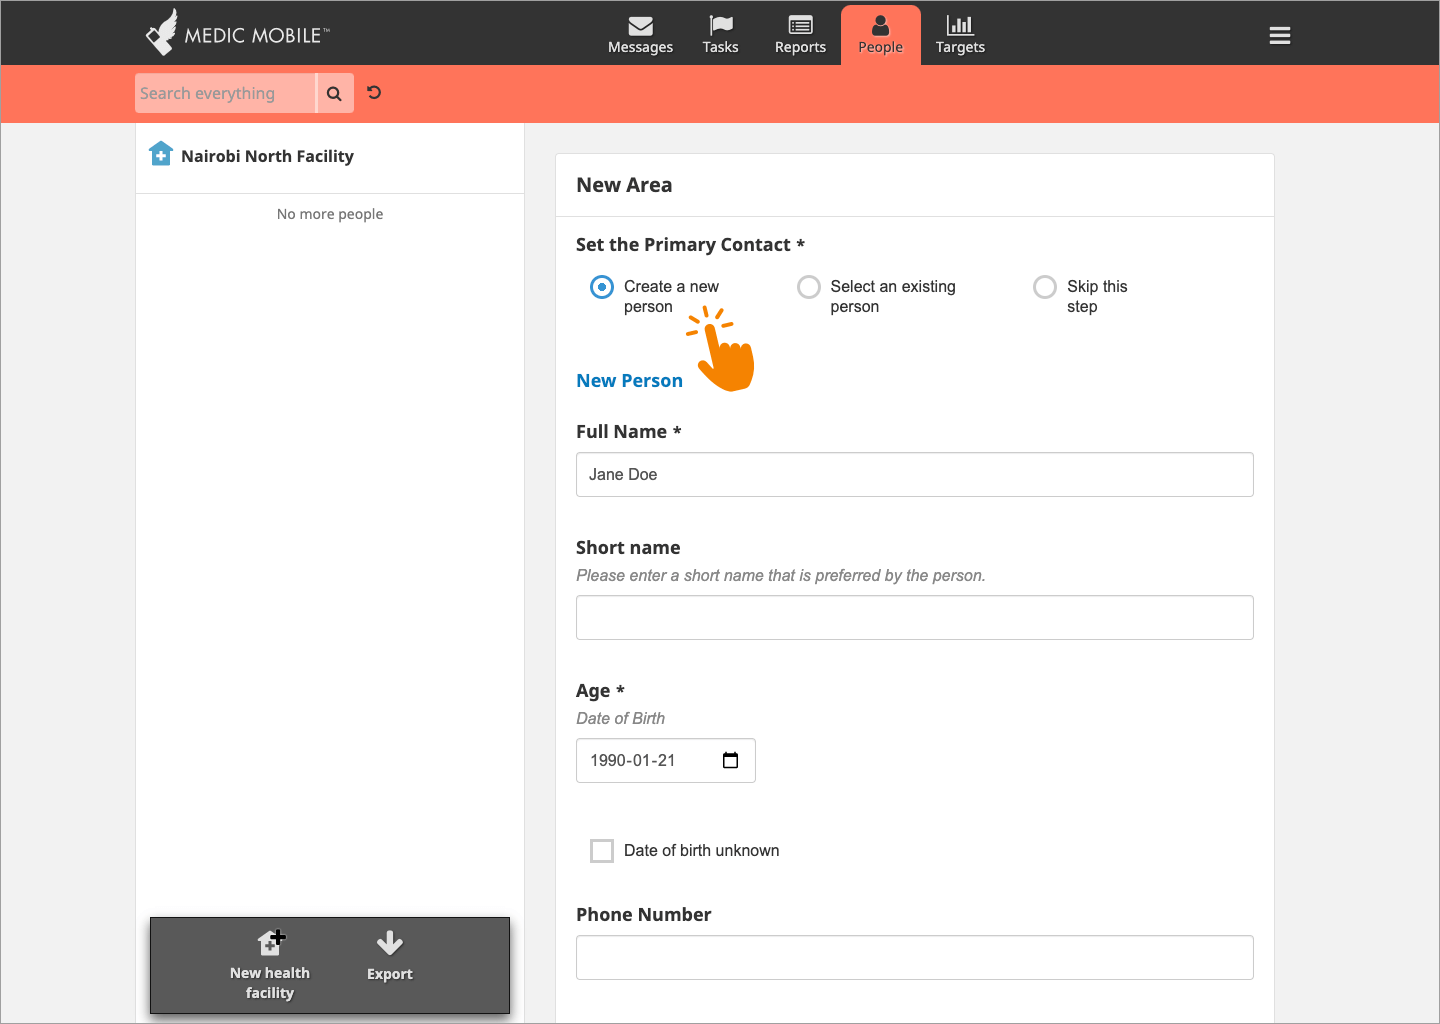 MEDIC MOBILE™
Messages
Tasks
Reports
People
Targets
Search everything
Nairobi North Facility
No more people
New health
facility
Export
New Area
Set the Primary Contact *
Create a new
person
Select an existing
person
Skip this
step
New Person
Full Name *
Jane Doe
Short name
Please enter a short name that is preferred by the person.
Age *
Date of Birth
1990-01-21
Date of birth unknown
Phone Number